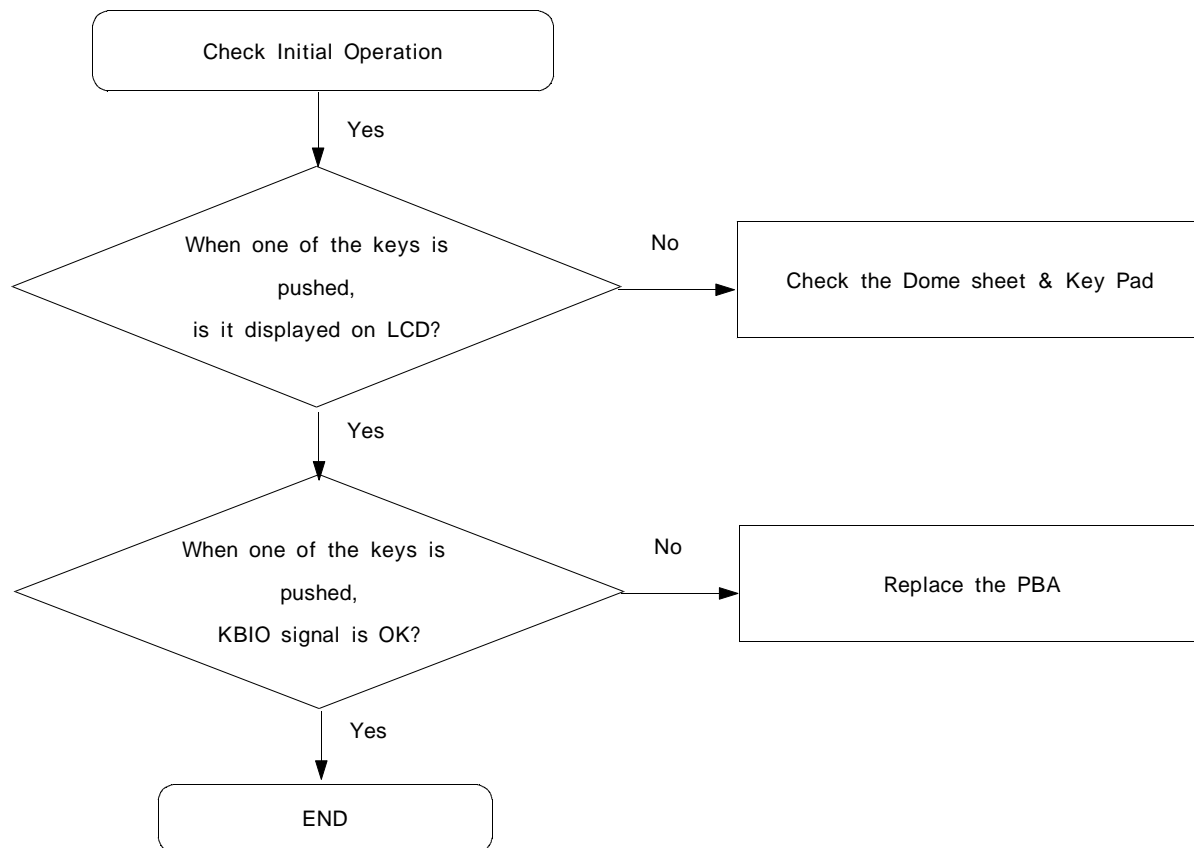 Check Initial Operation
Yes
When one of the keys is
pushed,
is it displayed on LCD?
No
Check the Dome sheet & Key Pad
Yes
When one of the keys is
pushed,
KBIO signal is OK?
No
Replace the PBA
Yes
END